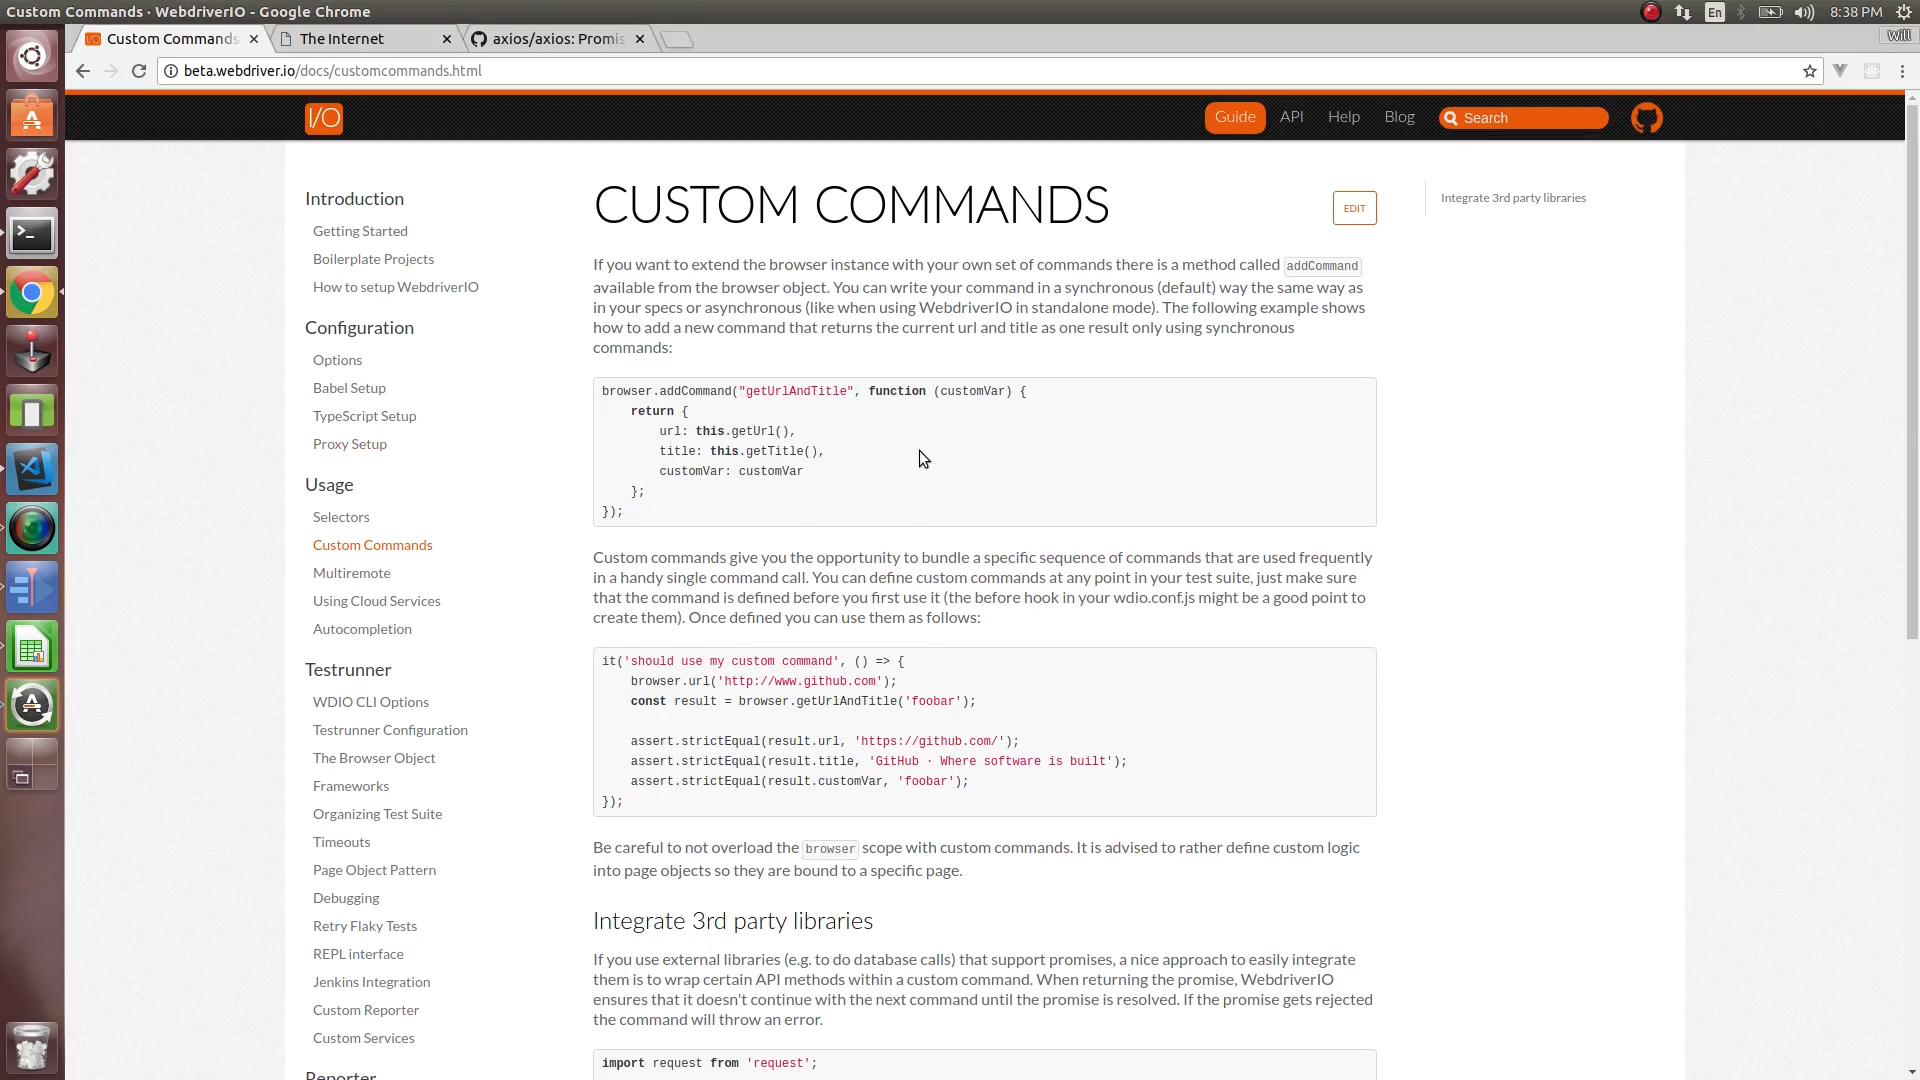 Custom Commands · WebdriverIO - Google Chrome
En
8:38 PM
Custom Commands
The Internet
axios/axios: Promis
Will
beta.webdriver.io/docs/customcommands.html
I/O
Guide
API
Help
Blog
Search
Introduction
Getting Started
Boilerplate Projects
How to setup WebdriverIO
Configuration
Options
Babel Setup
TypeScript Setup
Proxy Setup
Usage
Selectors
Custom Commands
Multiremote
Using Cloud Services
Autocompletion
Testrunner
WDIO CLI Options
Testrunner Configuration
The Browser Object
Frameworks
Organizing Test Suite
Timeouts
Page Object Pattern
Debugging
Retry Flaky Tests
REPL interface
Jenkins Integration
Custom Reporter
Custom Services
Reporter
CUSTOM COMMANDS
EDIT
If you want to extend the browser instance with your own set of commands there is a method called addCommand
available from the browser object. You can write your command in a synchronous (default) way the same way as
in your specs or asynchronous (like when using WebdriverIO in standalone mode). The following example shows
how to add a new command that returns the current url and title as one result only using synchronous
commands:
browser.addCommand("getUrlAndTitle", function (customVar) {
return {
url: this.getUrl(),
title: this.getTitle(),
customVar: customVar
};
});
Custom commands give you the opportunity to bundle a specific sequence of commands that are used frequently
in a handy single command call. You can define custom commands at any point in your test suite, just make sure
that the command is defined before you first use it (the before hook in your wdio.conf.js might be a good point to
create them). Once defined you can use them as follows:
it('should use my custom command', () => {
browser.url('http://www.github.com');
const result = browser.getUrlAndTitle('foobar');
assert.strictEqual(result.url, 'https://github.com/');
assert.strictEqual(result.title, 'GitHub · Where software is built');
assert.strictEqual(result.customVar, 'foobar');
});
Be careful to not overload the browser scope with custom commands. It is advised to rather define custom logic
into page objects so they are bound to a specific page.
Integrate 3rd party libraries
If you use external libraries (e.g. to do database calls) that support promises, a nice approach to easily integrate
them is to wrap certain API methods within a custom command. When returning the promise, WebdriverIO
ensures that it doesn't continue with the next command until the promise is resolved. If the promise gets rejected
the command will throw an error.
import request from 'request';
Integrate 3rd party libraries